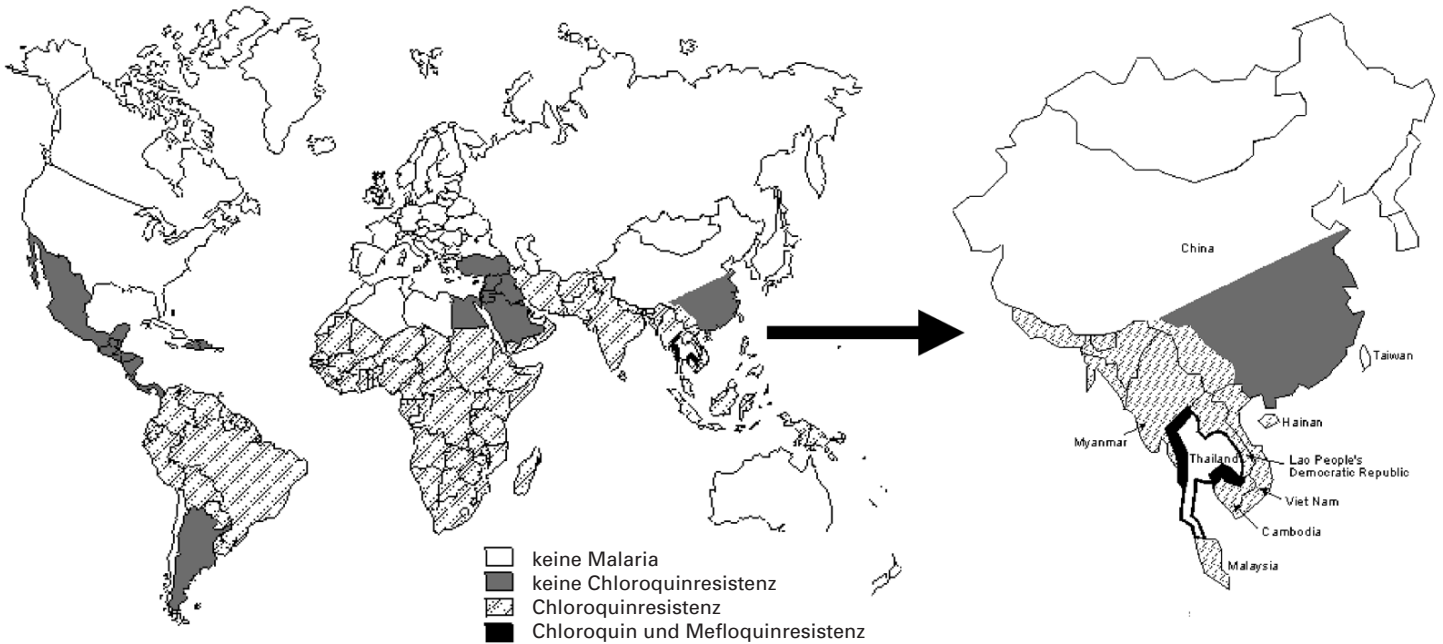 China
Taiwan
Hainan
Myanmar
Thailand
Lao People's
Democratic Republic
Viet Nam
Cambodia
Malaysia
keine Malaria
keine Chloroquinresistenz
Chloroquinresistenz
Chloroquin und Mefloquinresistenz